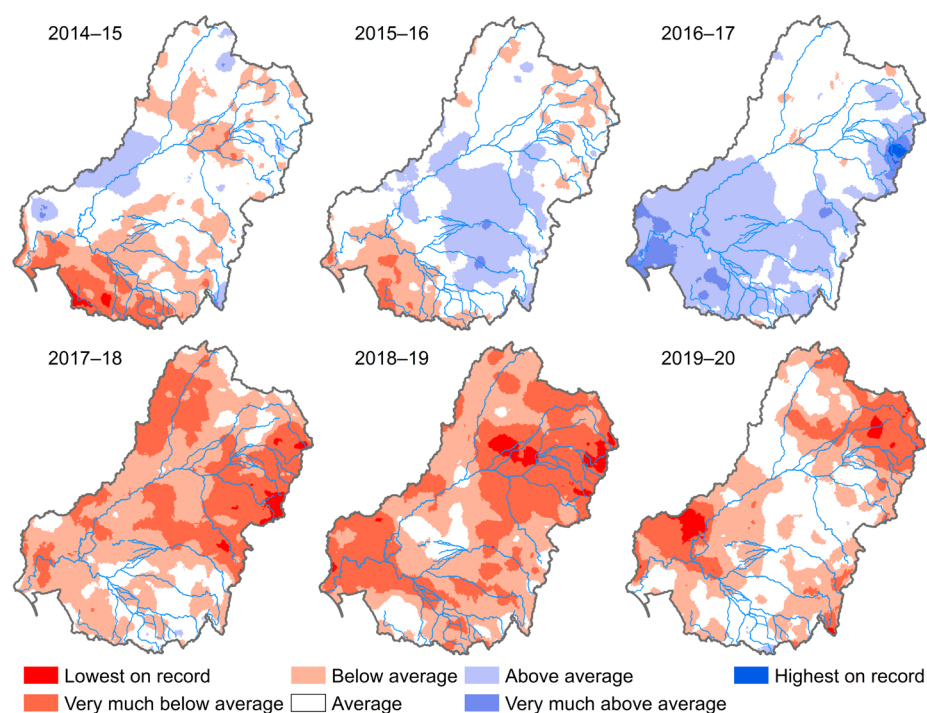 2014–15 2015–16 2016–17
2017–18 2018–19 2019–20
Lowest on record Below average Above average Highest on record
Very much below average Average Very much above average